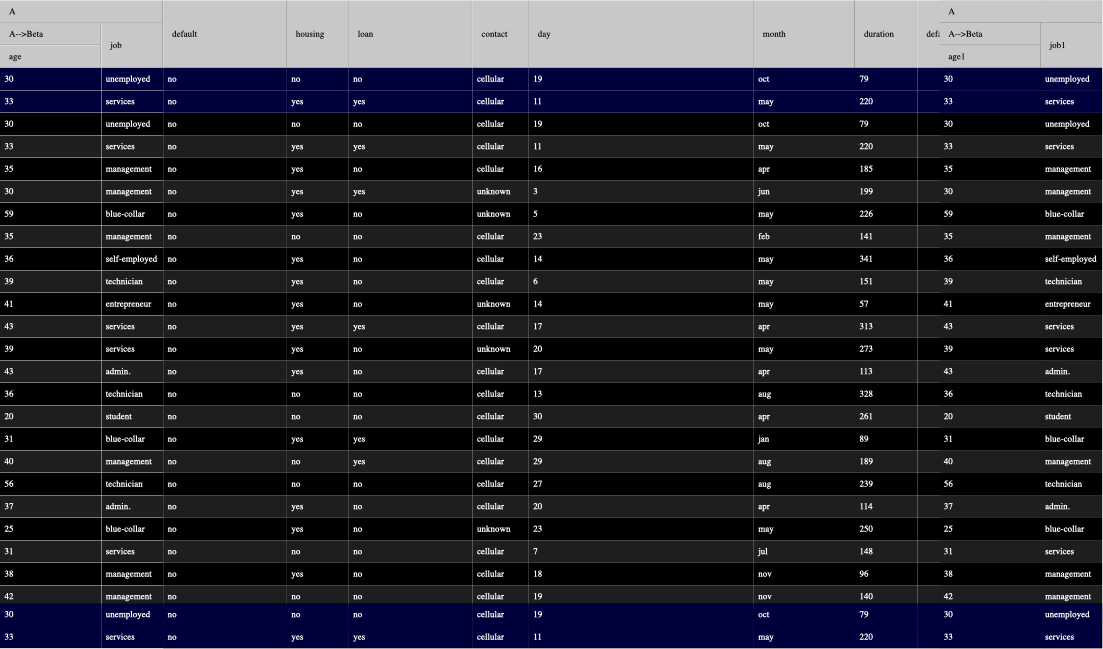 A A
A-->Beta job default housing loan contact day month duration defa A-->Beta job1
age age1
30 unemployed no no no cellular 19 oct 79 30 unemployed
33 services no yes yes cellular 11 may 220 33 services
30 unemployed no no no cellular 19 oct 79 30 unemployed
33 services no yes yes cellular 11 may 220 33 services
35 management no yes no cellular 16 apr 185 35 management
30 management no yes yes unknown 3 jun 199 30 management
59 blue-collar no yes no unknown 5 may 226 59 blue-collar
35 management no no no cellular 23 feb 141 35 management
36 self-employed no yes no cellular 14 may 341 36 self-employed
39 technician no yes no cellular 6 may 151 39 technician
41 entrepreneur no yes no unknown 14 may 57 41 entrepreneur
43 services no yes yes cellular 17 apr 313 43 services
39 services no yes no unknown 20 may 273 39 services
43 admin. no yes no cellular 17 apr 113 43 admin.
36 technician no no no cellular 13 aug 328 36 technician
20 student no no no cellular 30 apr 261 20 student
31 blue-collar no yes yes cellular 29 jan 89 31 blue-collar
40 management no no yes cellular 29 aug 189 40 management
56 technician no no no cellular 27 aug 239 56 technician
37 admin. no yes no cellular 20 apr 114 37 admin.
25 blue-collar no yes no unknown 23 may 250 25 blue-collar
31 services no no no cellular 7 jul 148 31 services
38 management no yes no cellular 18 nov 96 38 management
42 management no no no cellular 19 nov 140 42 management
30 unemployed no no no cellular 19 oct 79 30 unemployed
33 services no yes yes cellular 11 may 220 33 services